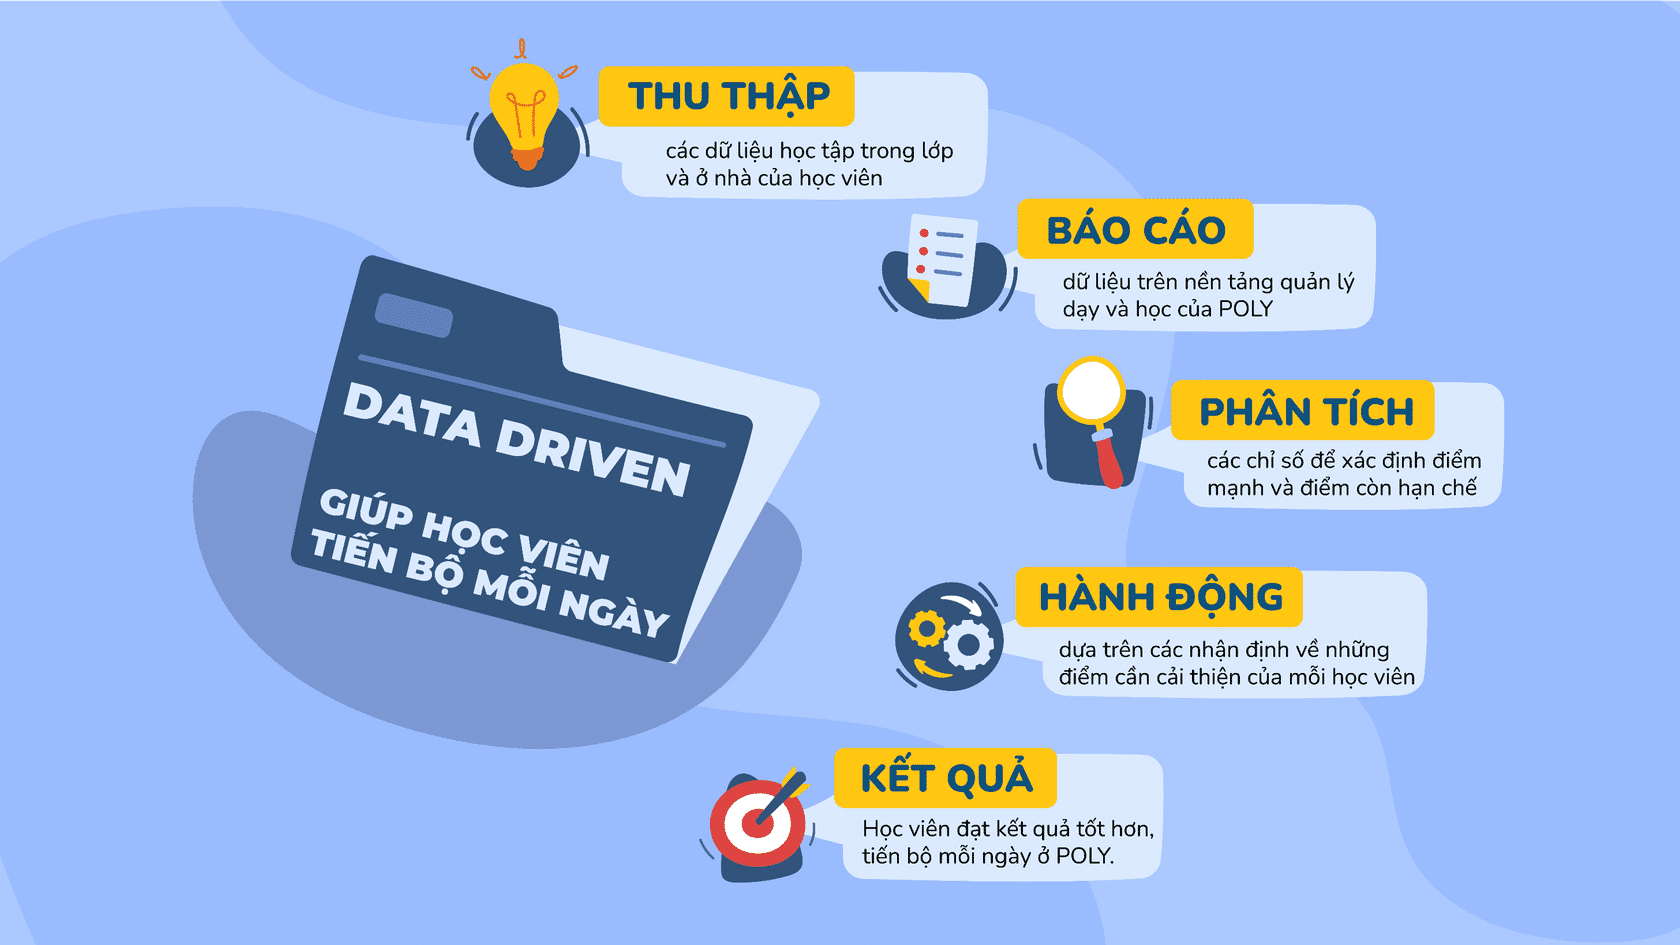 DATA DRIVEN
GIÚP HỌC VIÊN
TIẾN BỘ MỖI NGÀY
THU THẬP
các dữ liệu học tập trong lớp
và ở nhà của học viên
BÁO CÁO
dữ liệu trên nền tảng quản lý
dạy và học của POLY
PHÂN TÍCH
các chỉ số để xác định điểm
mạnh và điểm còn hạn chế
HÀNH ĐỘNG
dựa trên các nhận định về những
điểm cần cải thiện của mỗi học viên
KẾT QUẢ
Học viên đạt kết quả tốt hơn,
tiến bộ mỗi ngày ở POLY.